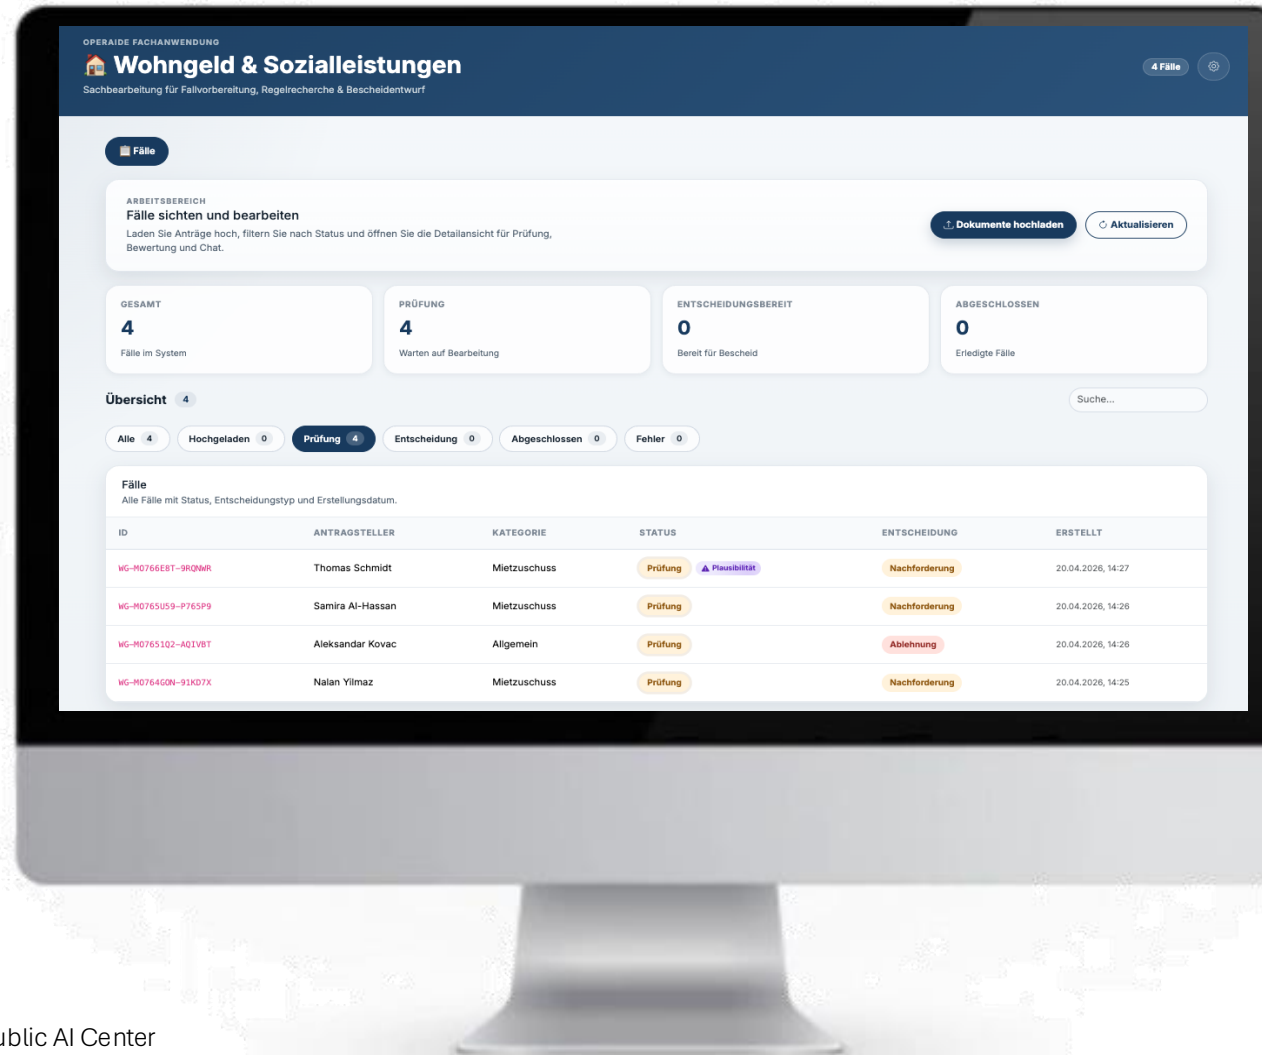 OPERAIDE FACHANWENDUNG
Wohngeld & Sozialleistungen
Sachbearbeitung für Fallvorbereitung, Regelrecherche & Bescheidentwurf
4 Fälle
Fälle
ARBEITSBEREICH
Fälle sichten und bearbeiten
Laden Sie Anträge hoch, filtern Sie nach Status und öffnen Sie die Detailansicht für Prüfung,
Bewertung und Chat.
Dokumente hochladen
Aktualisieren
GESAMT
4
Fälle im System
PRÜFUNG
4
Warten auf Bearbeitung
ENTSCHEIDUNGSBEREIT
0
Bereit für Bescheid
ABGESCHLOSSEN
0
Erledigte Fälle
Übersicht 4
Suche...
Alle 4 Hochgeladen 0 Prüfung 4 Entscheidung 0 Abgeschlossen 0 Fehler 0
Fälle
Alle Fälle mit Status, Entscheidungstyp und Erstellungsdatum.
ID ANTRAGSTELLER KATEGORIE STATUS ENTSCHEIDUNG ERSTELLT
WG-MO766E8T-9RQNWR Thomas Schmidt Mietzuschuss Prüfung Plausibilität Nachforderung 20.04.2026, 14:27
WG-MO765U59-P765P9 Samira Al-Hassan Mietzuschuss Prüfung Nachforderung 20.04.2026, 14:26
WG-MO7651Q2-AQIVBT Aleksandar Kovac Allgemein Prüfung Ablehnung 20.04.2026, 14:26
WG-MO764GON-91KD7X Nalan Yilmaz Mietzuschuss Prüfung Nachforderung 20.04.2026, 14:25
ublic AI Center